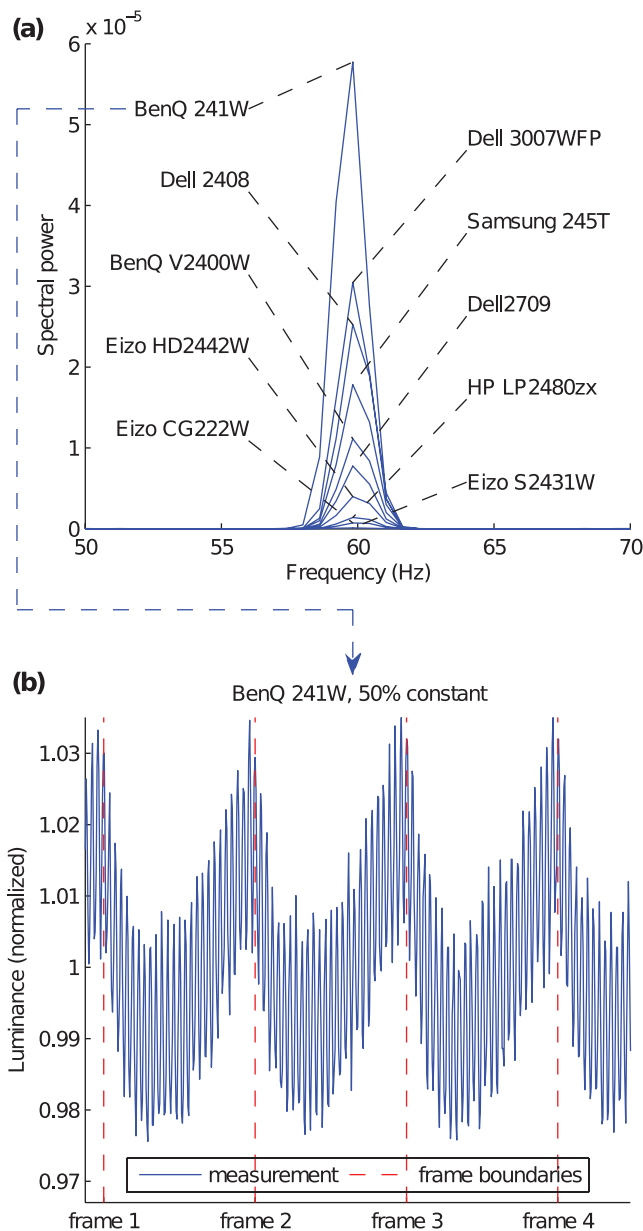 (a)
x 10⁻⁵
6
5
4
3
2
1
0
50
55
60
65
70
Spectral power
Frequency (Hz)
BenQ 241W
Dell 2408
BenQ V2400W
Eizo HD2442W
Eizo CG222W
Dell 3007WFP
Samsung 245T
Dell2709
HP LP2480zx
Eizo S2431W
(b)
BenQ 241W, 50% constant
1.03
1.02
1.01
1
0.99
0.98
0.97
Luminance (normalized)
measurement
frame boundaries
frame 1
frame 2
frame 3
frame 4